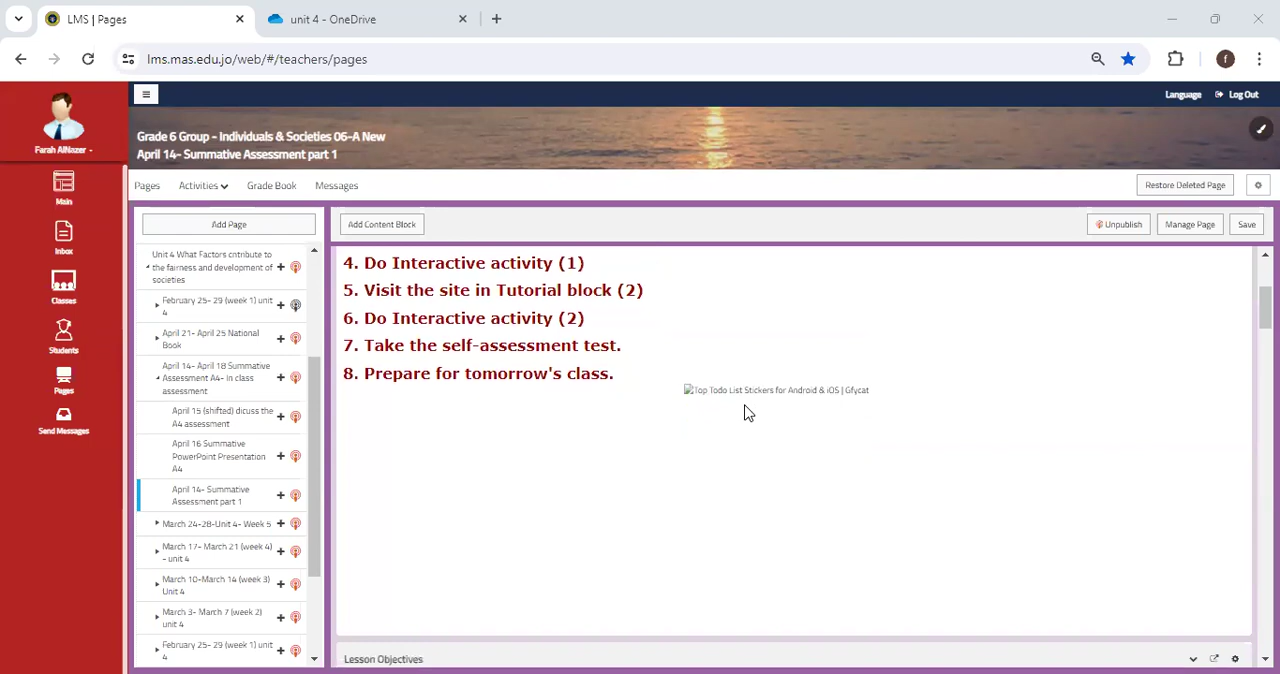 LMS | Pages
unit 4 - OneDrive
lms.mas.edu.jo/web/#/teachers/pages
f
Language
Log Out
Farah AlNazer
Grade 6 Group - Individuals & Societies 06-A New
April 14- Summative Assessment part 1
Pages
Activities
Grade Book
Messages
Restore Deleted Page
Main
Inbox
Classes
Students
Pages
Send Messages
Add Page
Add Content Block
Unpublish
Manage Page
Save
Unit 4 What Factors cntribute to
the fairness and development of
societies
February 25- 29 (week 1) unit
4
April 21- April 25 National
Book
April 14- April 18 Summative
Assessment A4- in class
assessment
April 15 (shifted) dicuss the
A4 assessment
April 16 Summative
PowerPoint Presentation
A4
April 14- Summative
Assessment part 1
March 24-28-Unit 4- Week 5
March 17- March 21 (week 4)
- unit 4
March 10-March 14 (week 3)
Unit 4
March 3- March 7 (week 2)
unit 4
February 25- 29 (week 1) unit
4
4. Do Interactive activity (1)
5. Visit the site in Tutorial block (2)
6. Do Interactive activity (2)
7. Take the self-assessment test.
8. Prepare for tomorrow's class.
Top Todo List Stickers for Android & iOS | Gfycat
Lesson Objectives